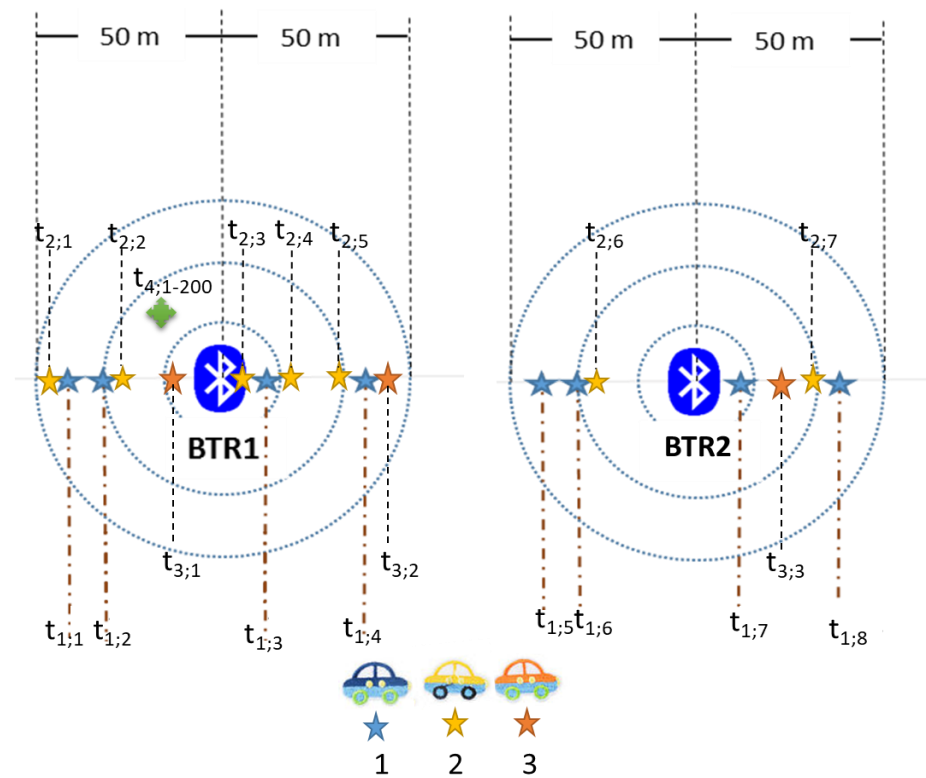 50 m 50 m 50 m 50 m
t2;1 t2;2 t2;3 t2;4 t2;5 t2;6 t2;7
t4;1-200
BTR1 BTR2
t3;1 t3;2 t3;3
t1;1 t1;2 t1;3 t1;4 t1;5 t1;6 t1;7 t1;8
1 2 3